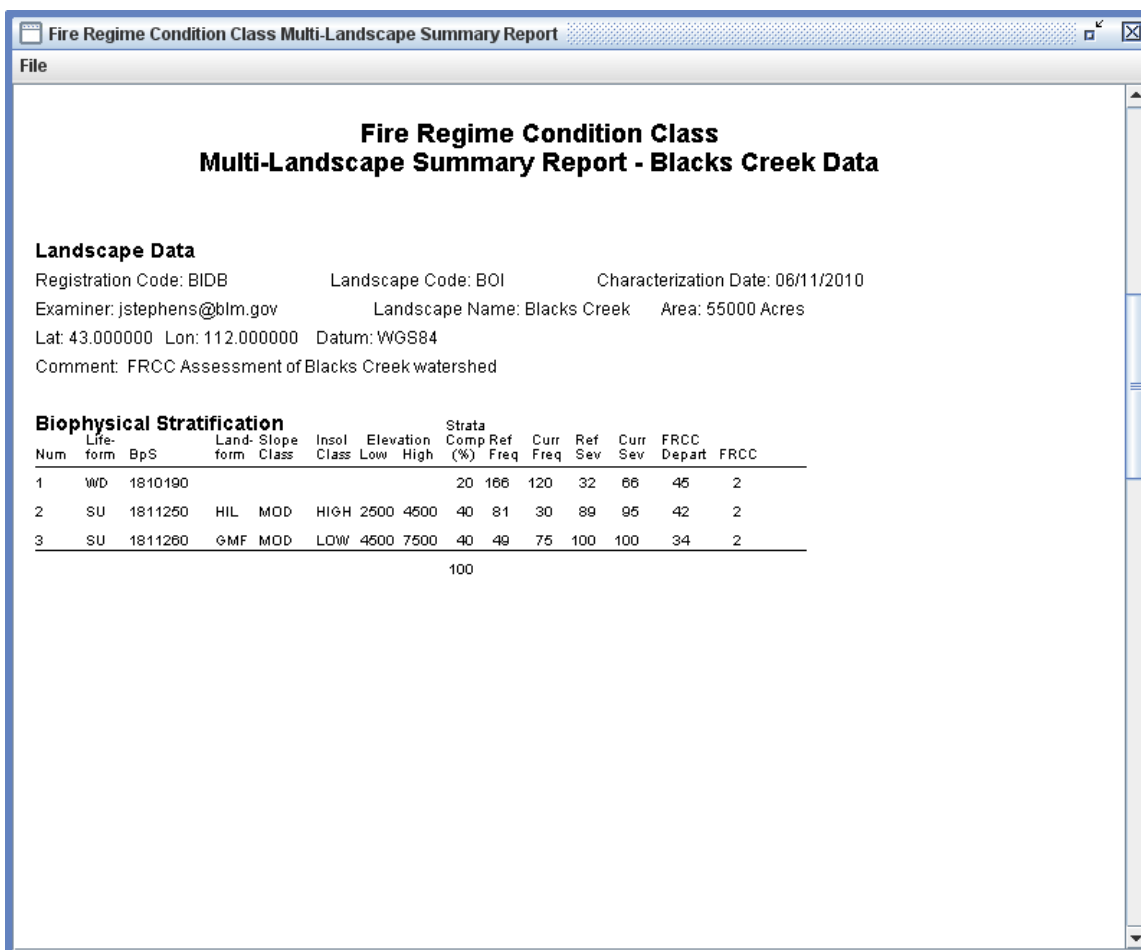 Fire Regime Condition Class Multi-Landscape Summary Report
File
Fire Regime Condition Class
Multi-Landscape Summary Report - Blacks Creek Data
Landscape Data
Registration Code: BIDB Landscape Code: BOI Characterization Date: 06/11/2010
Examiner: jstephens@blm.gov Landscape Name: Blacks Creek Area: 55000 Acres
Lat: 43.000000 Lon: 112.000000 Datum: WGS84
Comment: FRCC Assessment of Blacks Creek watershed
Biophysical Stratification Strata
Life- Land- Slope Insol Elevation Comp Ref Curr Ref Curr FRCC
Num form BpS form Class Class Low High (%) Freq Freq Sev Sev Depart FRCC
1 WD 1810190 20 166 120 32 66 45 2
2 SU 1811250 HIL MOD HIGH 2500 4500 40 81 30 89 95 42 2
3 SU 1811260 GMF MOD LOW 4500 7500 40 49 75 100 100 34 2
100